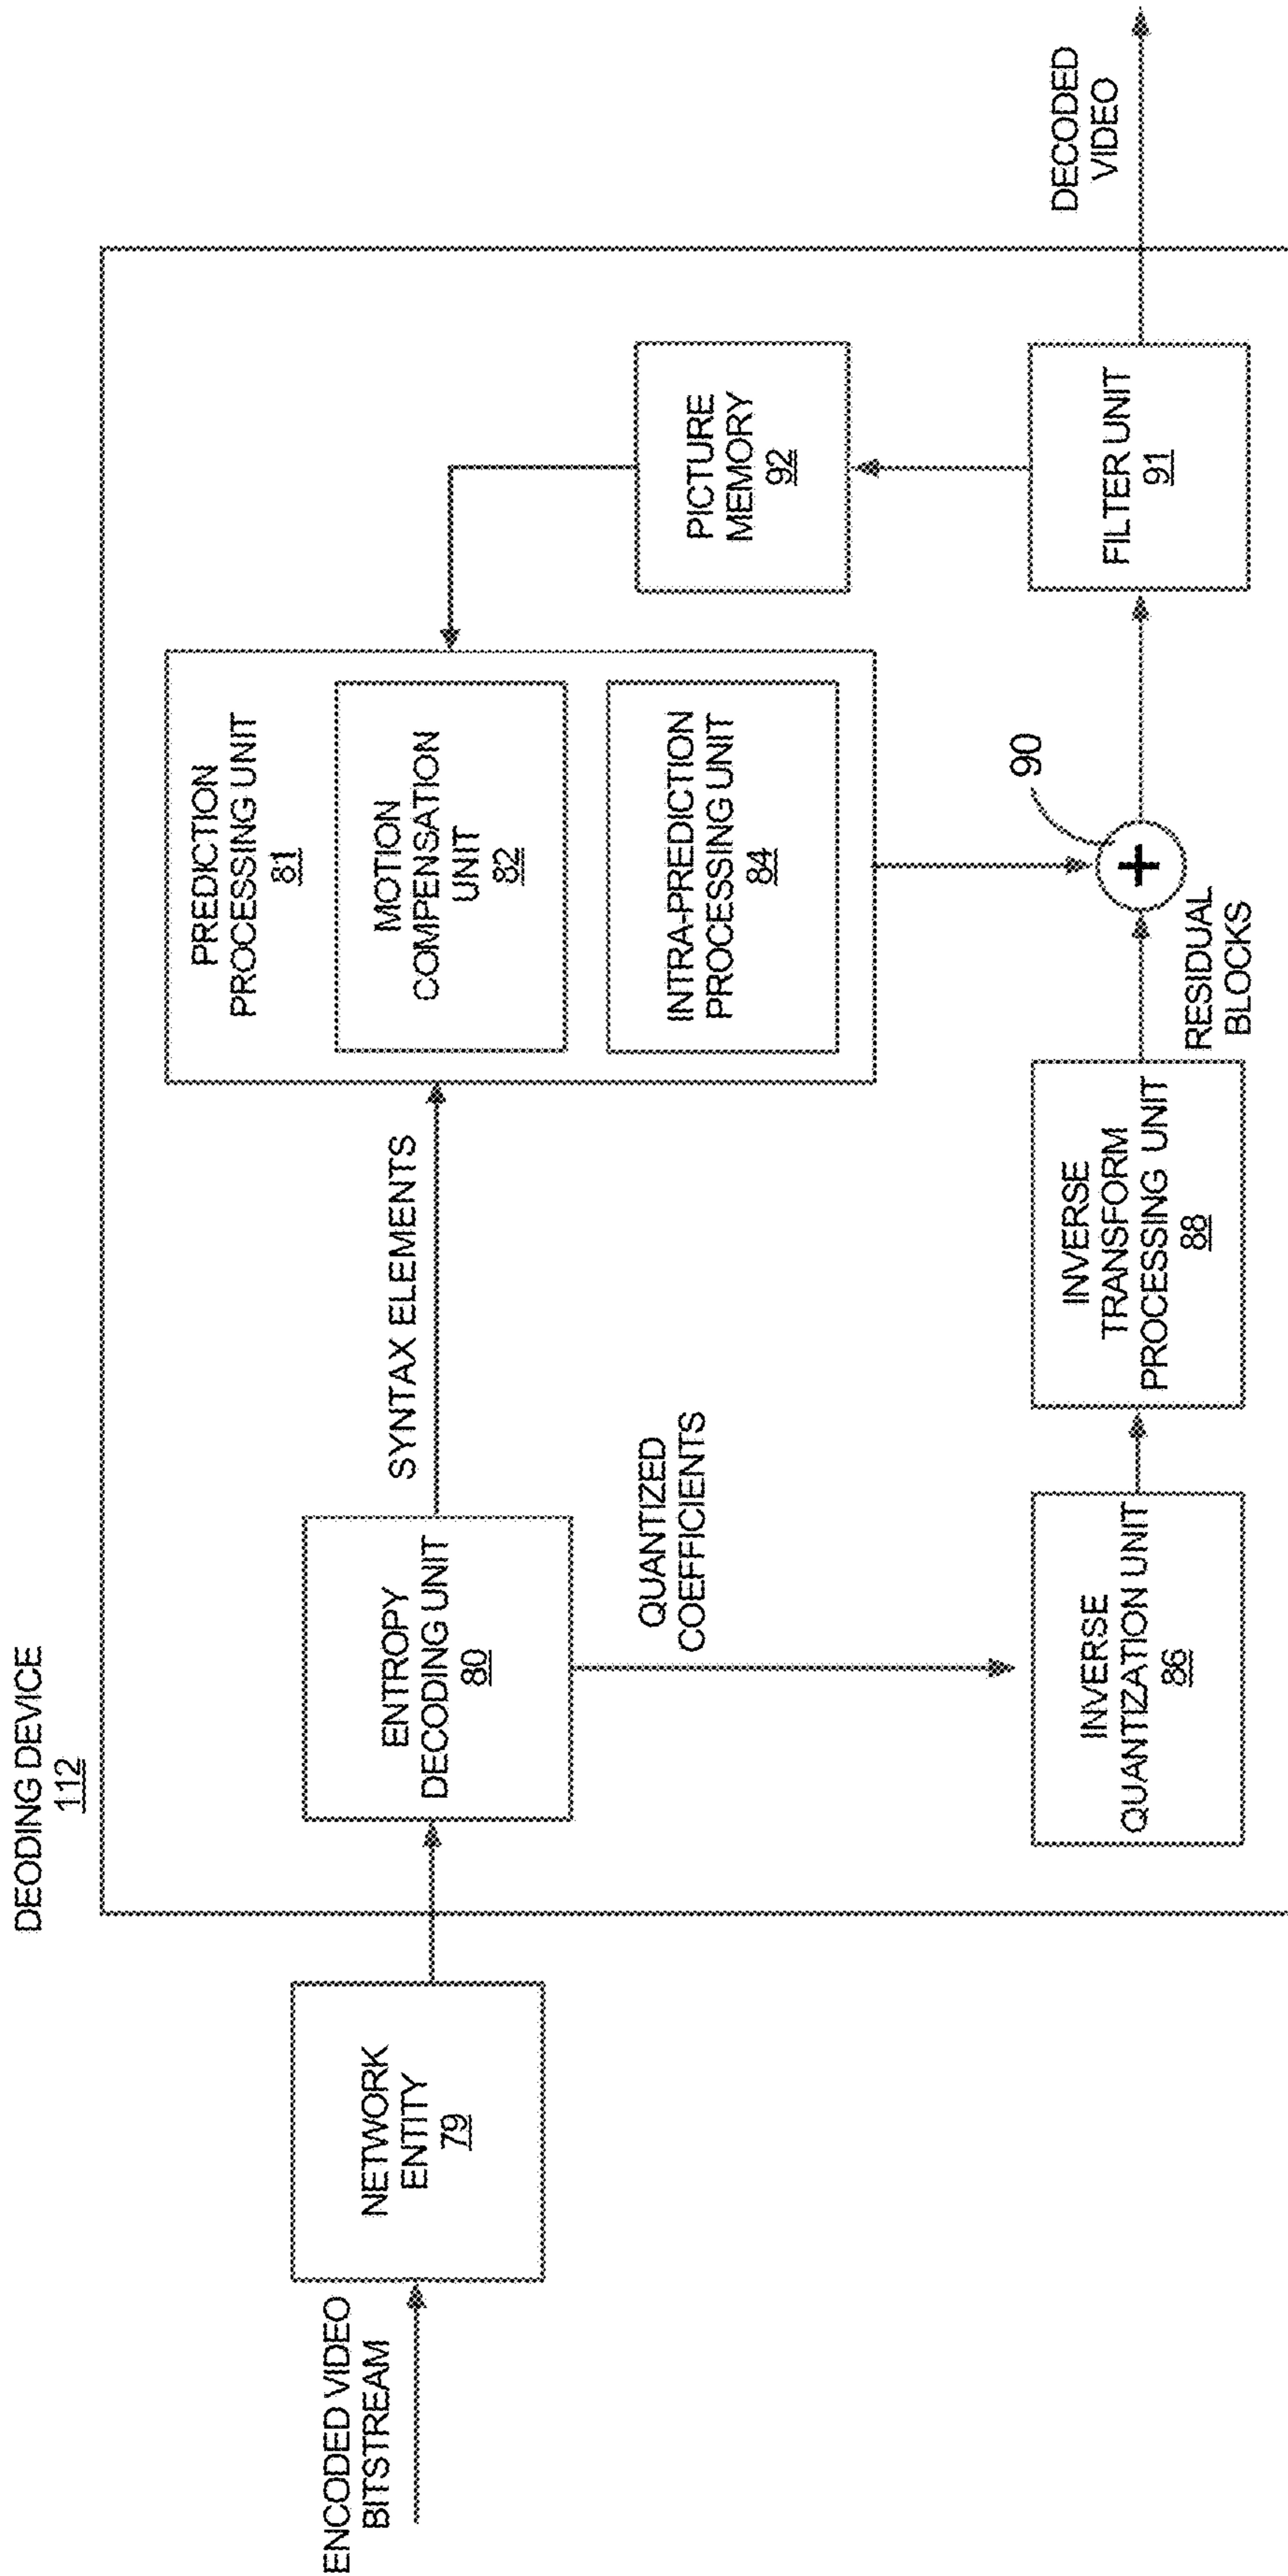 DEODING DEVICE
112
ENCODED VIDEO
BITSTREAM
NETWORK
ENTITY
79
ENTROPY
DECODING UNIT
80
SYNTAX ELEMENTS
QUANTIZED
COEFFICIENTS
PREDICTION
PROCESSING UNIT
81
MOTION
COMPENSATION
UNIT
82
INTRA-PREDICTION
PROCESSING UNIT
84
PICTURE
MEMORY
92
INVERSE
QUANTIZATION UNIT
86
INVERSE
TRANSFORM
PROCESSING UNIT
88
RESIDUAL
BLOCKS
90
+
FILTER UNIT
91
DECODED
VIDEO